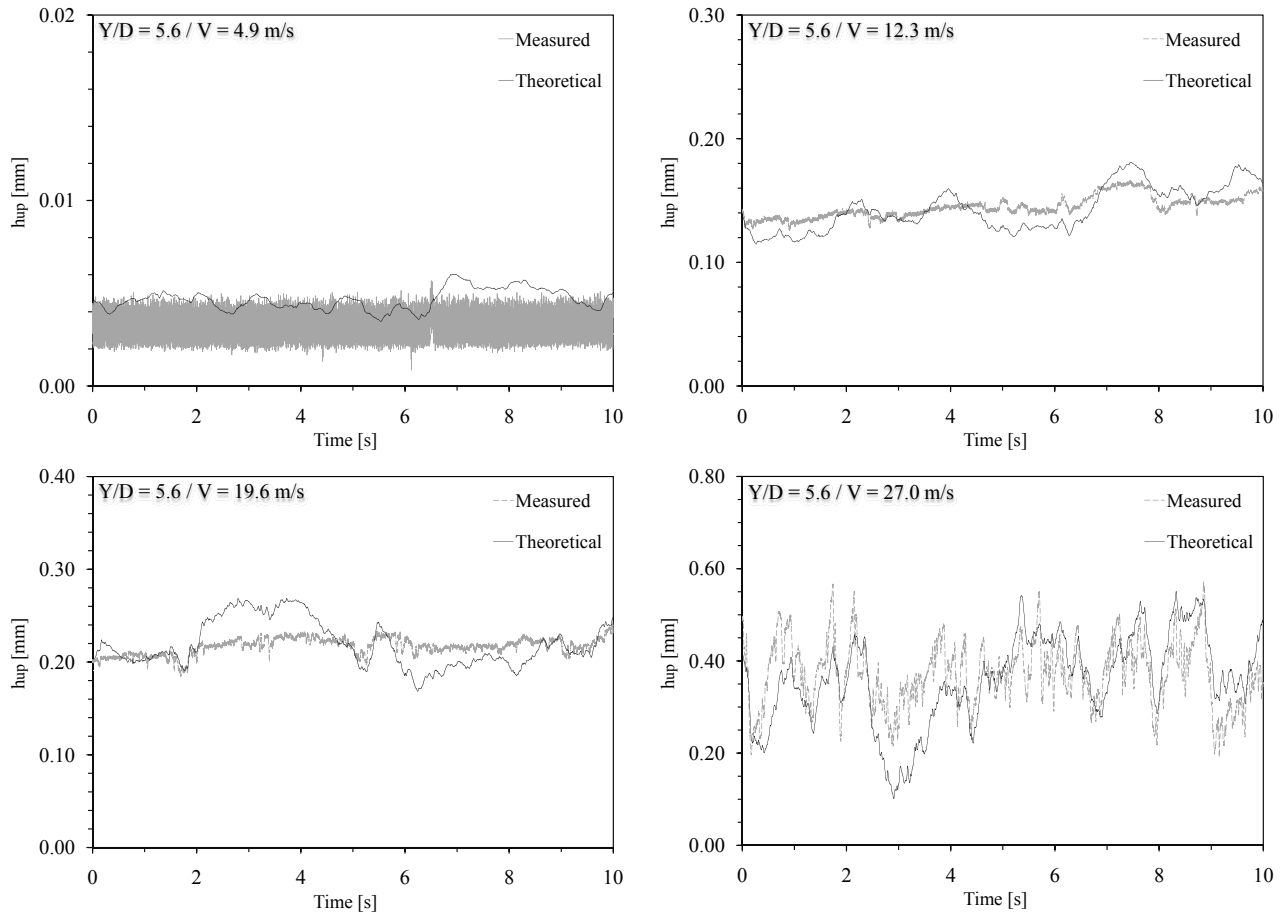 Y/D = 5.6 / V = 4.9 m/s
Measured
Theoretical
hup [mm]
0.02
0.01
0.00
0 2 4 6 8 10
Time [s]
Y/D = 5.6 / V = 12.3 m/s
Measured
Theoretical
hup [mm]
0.30
0.20
0.10
0.00
0 2 4 6 8 10
Time [s]
Y/D = 5.6 / V = 19.6 m/s
Measured
Theoretical
hup [mm]
0.40
0.30
0.20
0.10
0.00
0 2 4 6 8 10
Time [s]
Y/D = 5.6 / V = 27.0 m/s
Measured
Theoretical
hup [mm]
0.80
0.60
0.40
0.20
0.00
0 2 4 6 8 10
Time [s]